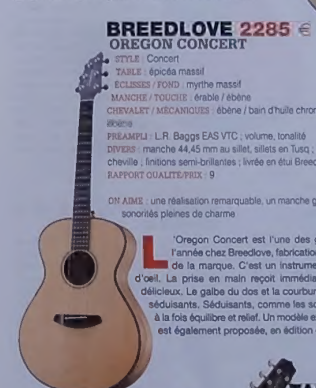 BREEDLOVE 2285 €
OREGON CONCERT
STYLE : Concert
TABLE : épicéa massif
ÉCLISSES / FOND : myrthe massif
MANCHE / TOUCHE : érable / ébène
CHEVALET / MÉCANIQUES : ébène / bain d'huile chrom
ébène
PRÉAMPLI : L.R. Baggs EAS VTC ; volume, tonalité
DIVERS : manche 44,45 mm au sillet, sillets en Tusq ;
cheville ; finitions semi-brillantes ; livrée en étui Breed
RAPPORT QUALITÉ/PRIX : 9
ON AIME : une réalisation remarquable, un manche g
sonorités pleines de charme
L'Oregon Concert est l'une des
l'année chez Breedlove, fabrication
de la marque. C'est un instrume
d'œil. La prise en main reçoit immédia
délicieux. Le galbe du dos et la courbur
séduisants. Séduisants, comme les so
à la fois équilibre et relief. Un modèle e
est également proposée, en édition